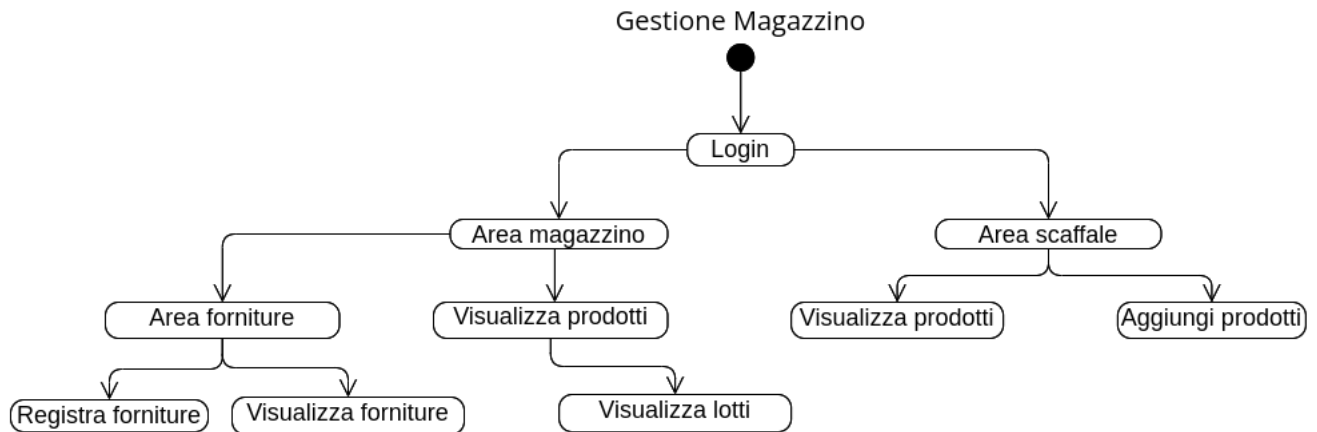 Gestione Magazzino
Login
Area magazzino
Area scaffale
Area forniture
Visualizza prodotti
Visualizza prodotti
Aggiungi prodotti
Registra forniture
Visualizza forniture
Visualizza lotti